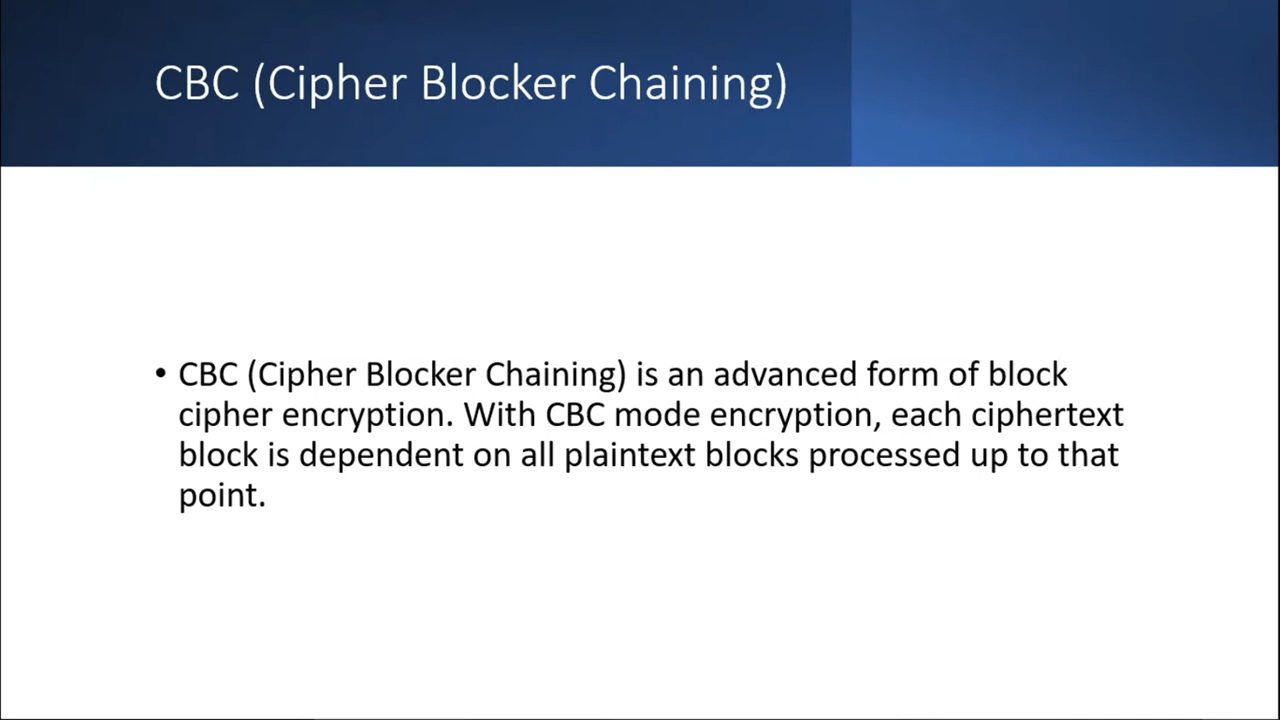 CBC (Cipher Blocker Chaining)
• CBC (Cipher Blocker Chaining) is an advanced form of block
cipher encryption. With CBC mode encryption, each ciphertext
block is dependent on all plaintext blocks processed up to that
point.